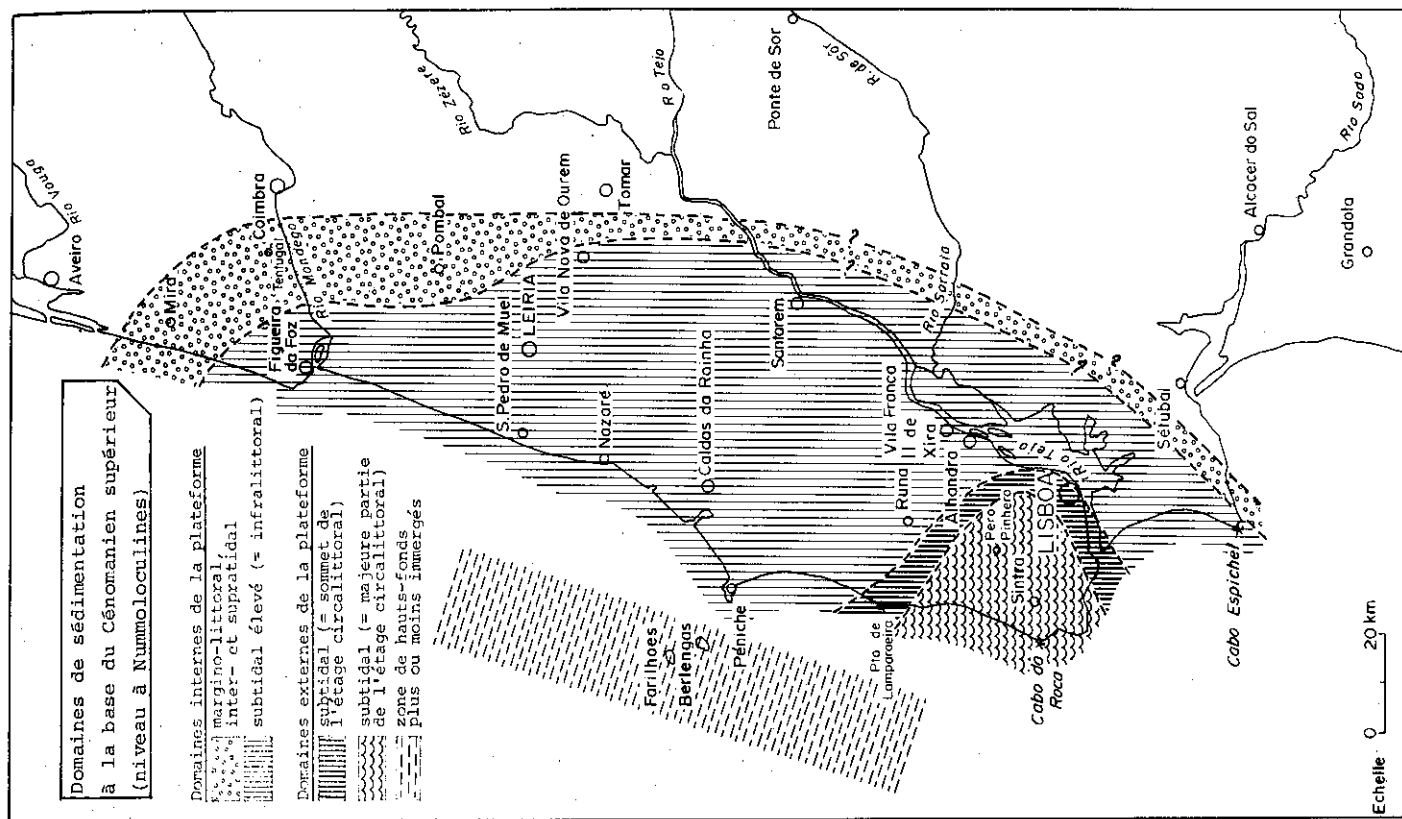 Domaines de sédimentation
à la base du Cénomanien supérieur
(niveau à Nummoloculines)
Domaines internes de la plateforme
margino-littoral,
inter- et supratidal
subtidal élevé (= infralittoral)
Domaines externes de la plateforme
subtidal (= sommet de
l'étage circalittoral)
subtidal (= majeure partie
de l'étage circalittoral)
zone de hauts-fonds
plus ou moins immergés
Aveiro
Rio Vouga
Mira
Coimbra
Tentugal
Rio Mondego
Figueira
da Foz
Pombal
Rio Zêzere
S. Pedro de Muel
LEIRIA
Vila Nova de Ourem
Tomar
Rio Tejo
Nazaré
Ponte de Sor
R. de Sôr
Caldas da Rainha
Santarem
Farilhoes
Berlengas
Peniche
?
Rio Sorraia
Runa
Vila Franca
de
Xira
Alhandra
Pta de
Lamparoeira
Pero
Pinheiro
Sintra
LISBOA
Rio Tejo
?
?
Cabo da
Roca
Setubal
Alcacer do Sal
Rio Sado
Grandola
Cabo Espichel
Echelle
0
20 km